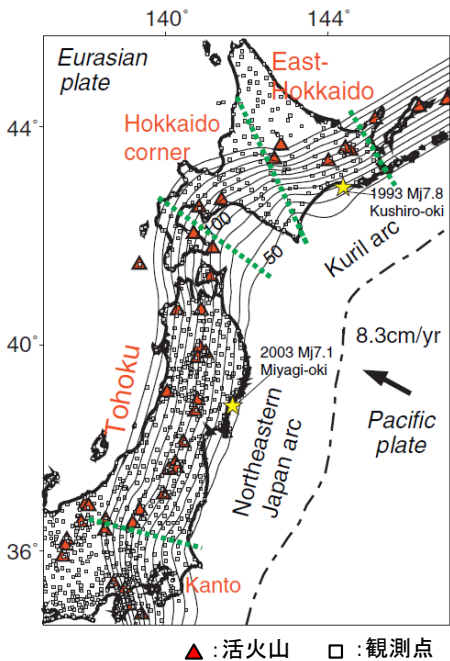 140°
144°
Eurasian
plate
East-
Hokkaido
44°
Hokkaido
corner
1993 Mj7.8
Kushiro-oki
100
50
Kuril arc
8.3cm/yr
40°
2003 Mj7.1
Miyagi-oki
Tohoku
Pacific
plate
Northeastern
Japan arc
36°
Kanto
:活火山
:観測点